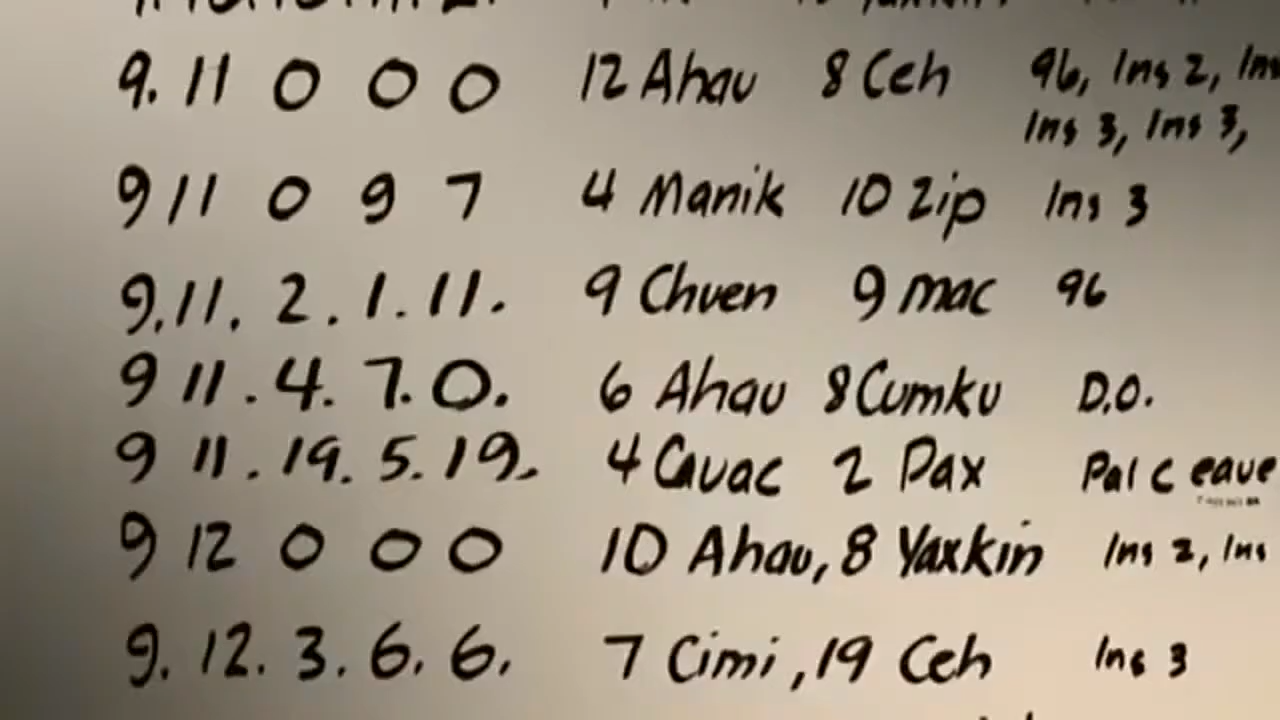 9. 11 0 0 0 12 Ahau 8 Ceh 96, Ins 2, Ins
Ins 3, Ins 3,
9 11 0 9 7 4 Manik 10 Zip Ins 3
9.11. 2. 1. 11. 9 Chuen 9 mac 96
9 11. 4. 7. 0. 6 Ahau 8 Cumku D.O.
9 11. 19. 5. 19. 4 Cauac 2 Pax Pal C eave
9 12 0 0 0 10 Ahau, 8 Yaxkin Ins 2, Ins
9. 12. 3. 6. 6. 7 Cimi, 19 Ceh Ins 3